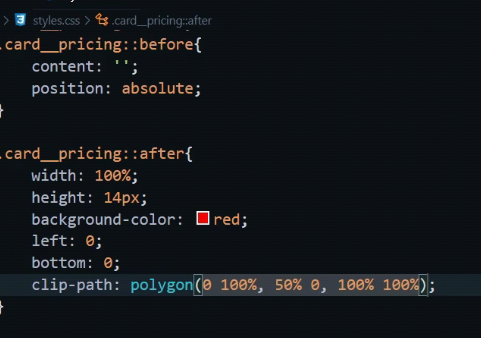 styles.css > .card__pricing::after
.card__pricing::before{
content: '';
position: absolute;
}
.card__pricing::after{
width: 100%;
height: 14px;
background-color: red;
left: 0;
bottom: 0;
clip-path: polygon(0 100%, 50% 0, 100% 100%);
}